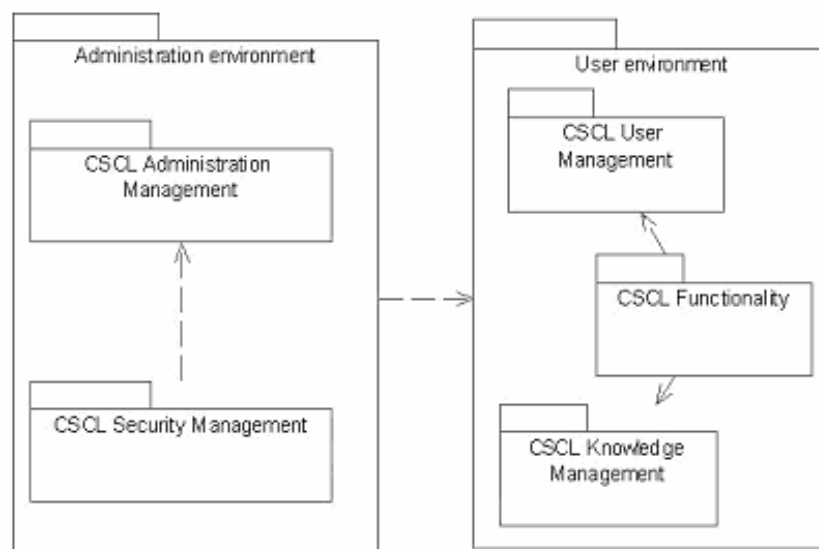 Administration environment
CSCL Administration
Management
CSCL Security Management
User environment
CSCL User
Management
CSCL Functionality
CSCL Knowledge
Management